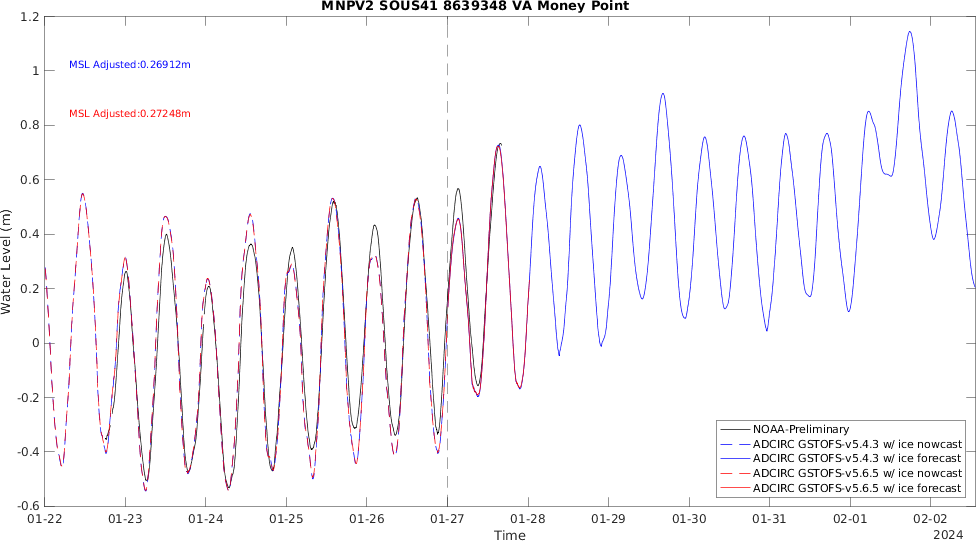 MNPV2 SOUS41 8639348 VA Money Point
1.2
1
0.8
0.6
0.4
0.2
0
-0.2
-0.4
-0.6
Water Level (m)
MSL Adjusted:0.26912m
MSL Adjusted:0.27248m
NOAA-Preliminary
ADCIRC GSTOFS-v5.4.3 w/ ice nowcast
ADCIRC GSTOFS-v5.4.3 w/ ice forecast
ADCIRC GSTOFS-v5.6.5 w/ ice nowcast
ADCIRC GSTOFS-v5.6.5 w/ ice forecast
01-22 01-23 01-24 01-25 01-26 01-27 01-28 01-29 01-30 01-31 02-01 02-02
Time
2024